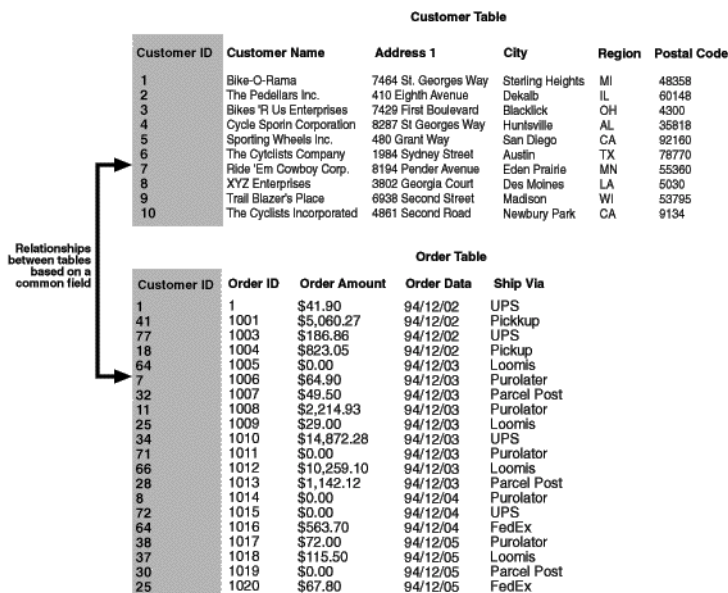 Customer Table
Customer ID Customer Name Address 1 City Region Postal Code
1 Bike-O-Rama 7464 St. Georges Way Sterling Heights MI 48358
2 The Pedellars Inc. 410 Eighth Avenue Dekalb IL 60148
3 Bikes 'R Us Enterprises 7429 First Boulevard Blacklick OH 4300
4 Cycle Sporin Corporation 8287 St Georges Way Huntsville AL 35818
5 Sporting Wheels Inc. 480 Grant Way San Diego CA 92160
6 The Cytclists Company 1984 Sydney Street Austin TX 78770
7 Ride 'Em Cowboy Corp. 8194 Pender Avenue Eden Prairie MN 55360
8 XYZ Enterprises 3802 Georgia Court Des Moines LA 5030
9 Trail Blazer's Place 6938 Second Street Madison WI 53795
10 The Cyclists Incorporated 4861 Second Road Newbury Park CA 9134
Relationships
between tables
based on a
common field
Order Table
Customer ID Order ID Order Amount Order Data Ship Via
1 1 $41.90 94/12/02 UPS
41 1001 $5,060.27 94/12/02 Pickkup
77 1003 $186.86 94/12/02 UPS
18 1004 $823.05 94/12/02 Pickup
64 1005 $0.00 94/12/03 Loomis
7 1006 $64.90 94/12/03 Purolater
32 1007 $49.50 94/12/03 Parcel Post
11 1008 $2,214.93 94/12/03 Purolator
25 1009 $29.00 94/12/03 Loomis
34 1010 $14,872.28 94/12/03 UPS
71 1011 $0.00 94/12/03 Purolator
66 1012 $10,259.10 94/12/03 Loomis
28 1013 $1,142.12 94/12/03 Parcel Post
8 1014 $0.00 94/12/04 Purolator
72 1015 $0.00 94/12/04 UPS
64 1016 $563.70 94/12/04 FedEx
38 1017 $72.00 94/12/05 Purolator
37 1018 $115.50 94/12/05 Loomis
30 1019 $0.00 94/12/05 Parcel Post
25 1020 $67.80 94/12/05 FedEx